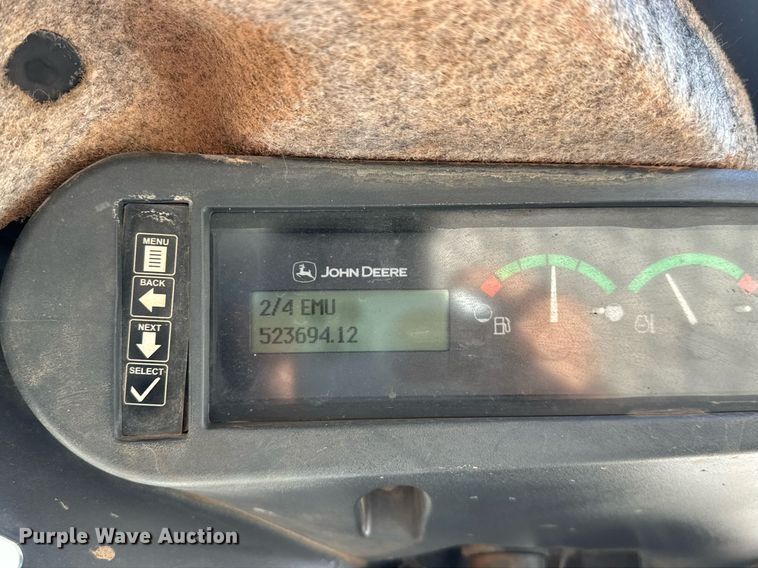 MENU
BACK
NEXT
SELECT
JOHN DEERE
2/4 EMU
523694.12
Purple Wave Auction